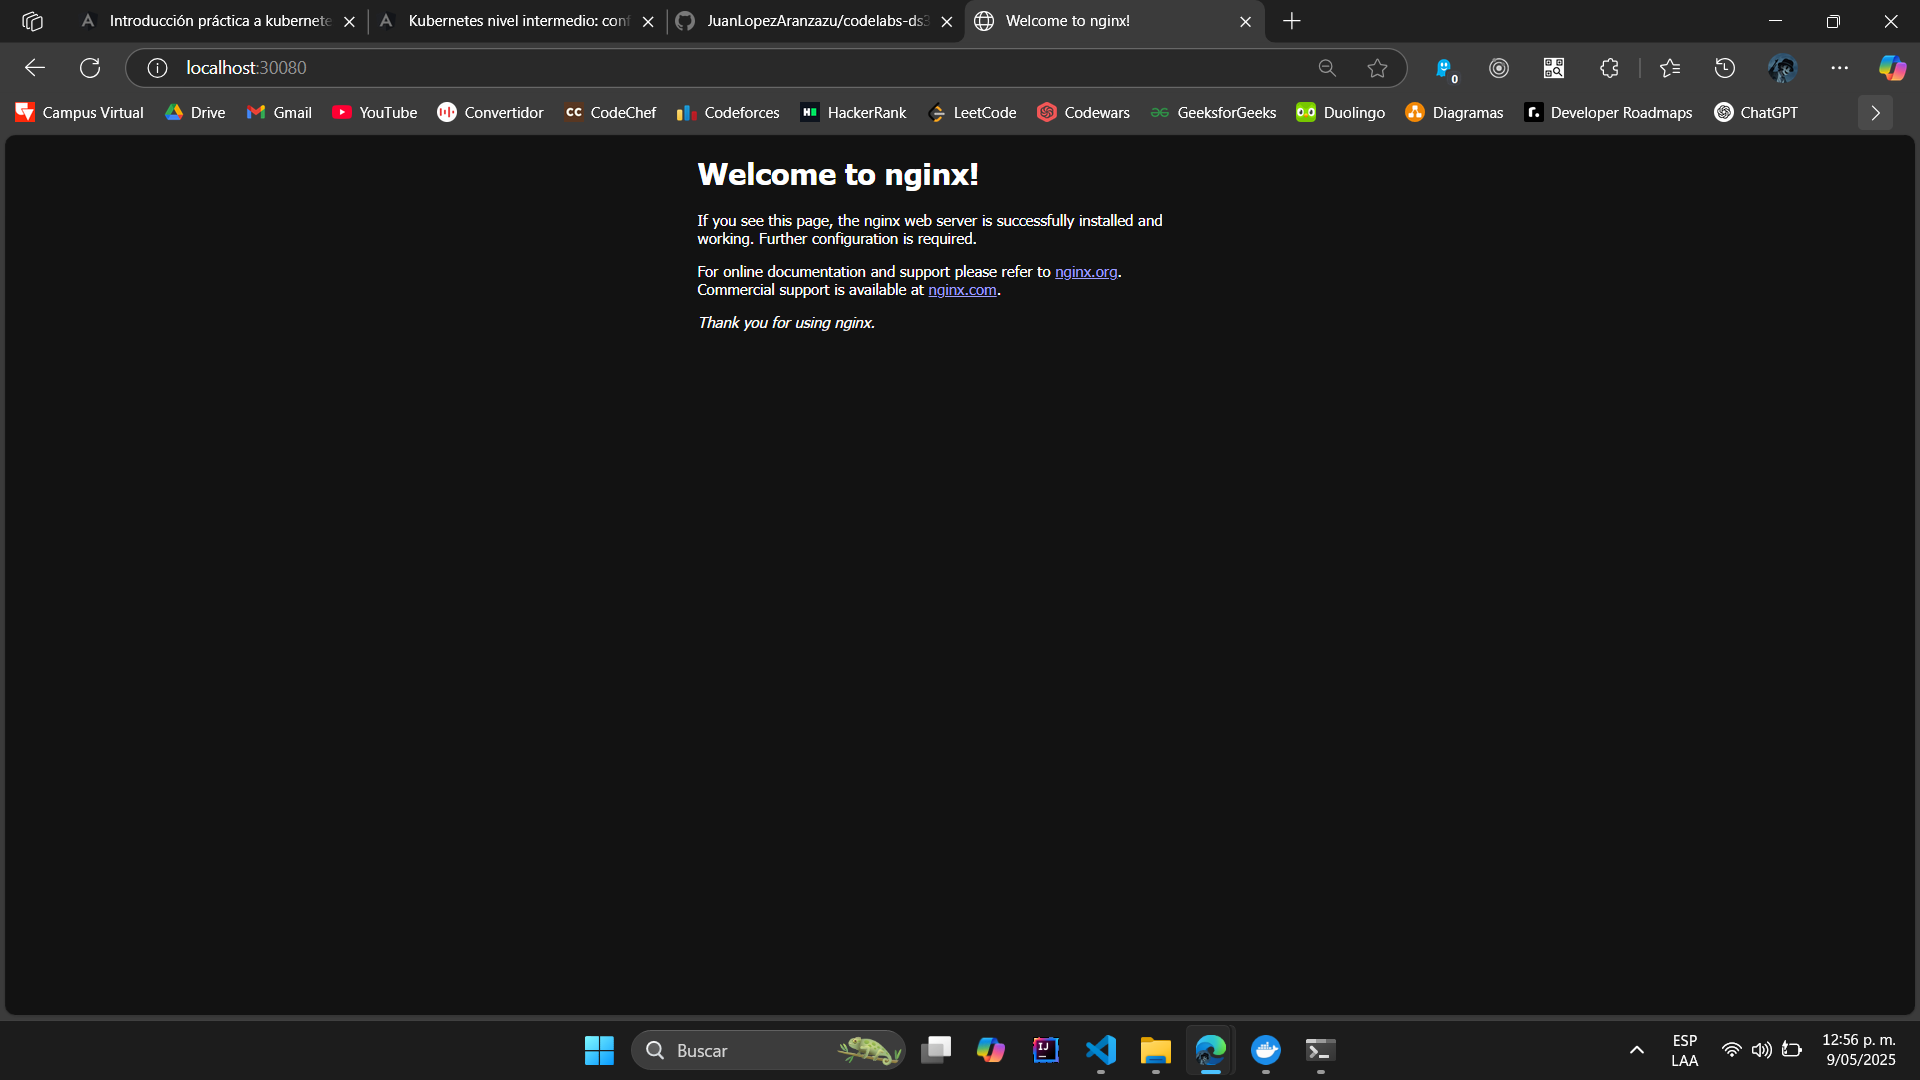 Introducción práctica a kubernete
Kubernetes nivel intermedio: conf
JuanLopezAranzazu/codelabs-ds3
Welcome to nginx!
localhost:30080
0
Campus Virtual
Drive
Gmail
YouTube
Convertidor
CC CodeChef
Codeforces
HackerRank
LeetCode
Codewars
GeeksforGeeks
Duolingo
Diagramas
r. Developer Roadmaps
ChatGPT
Welcome to nginx!
If you see this page, the nginx web server is successfully installed and
working. Further configuration is required.
For online documentation and support please refer to nginx.org.
Commercial support is available at nginx.com.
Thank you for using nginx.
Buscar
IJ
ESP
LAA
12:56 p. m.
9/05/2025